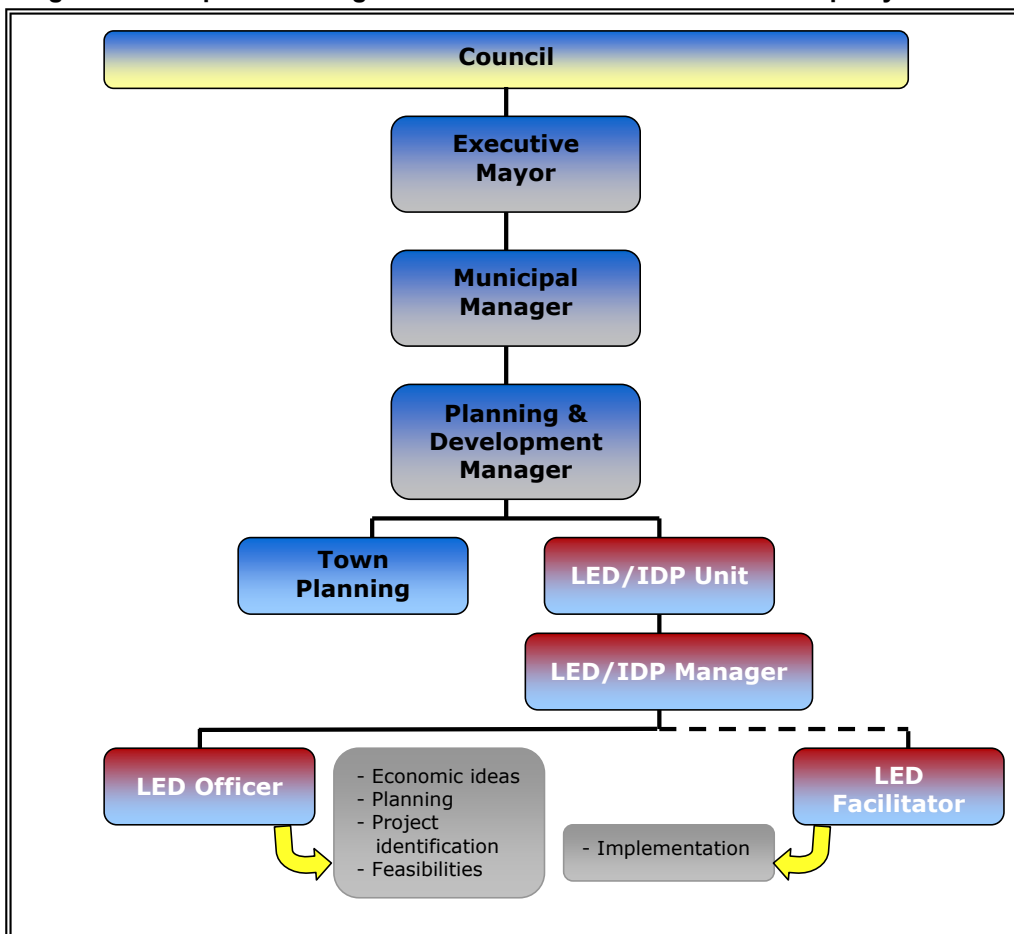 Council
Executive
Mayor
Municipal
Manager
Planning &
Development
Manager
Town
Planning
LED/IDP Unit
LED/IDP Manager
LED Officer
- Economic ideas
- Planning
- Project
identification
- Feasibilities
LED
Facilitator
- Implementation